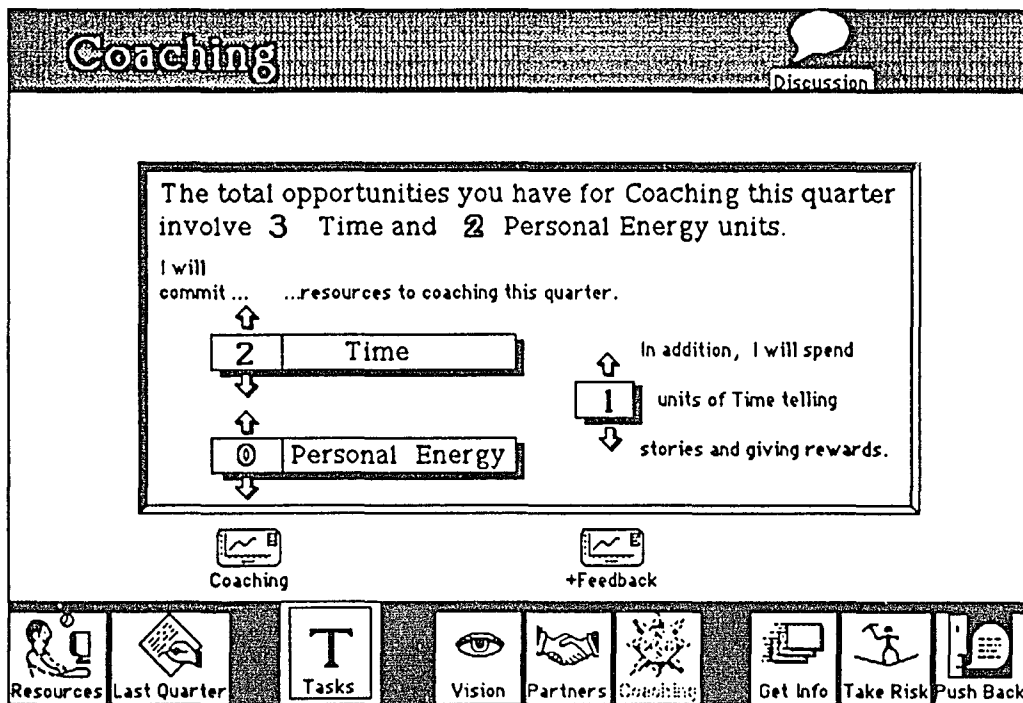 Coaching
Discussion
The total opportunities you have for Coaching this quarter
involve 3 Time and 2 Personal Energy units.
I will
commit ... ...resources to coaching this quarter.
2 Time
0 Personal Energy
In addition, I will spend
1 units of Time telling
stories and giving rewards.
Coaching
+Feedback
Resources
Last Quarter
T
Tasks
Vision
Partners
Coaching
Get Info
Take Risk
Push Back